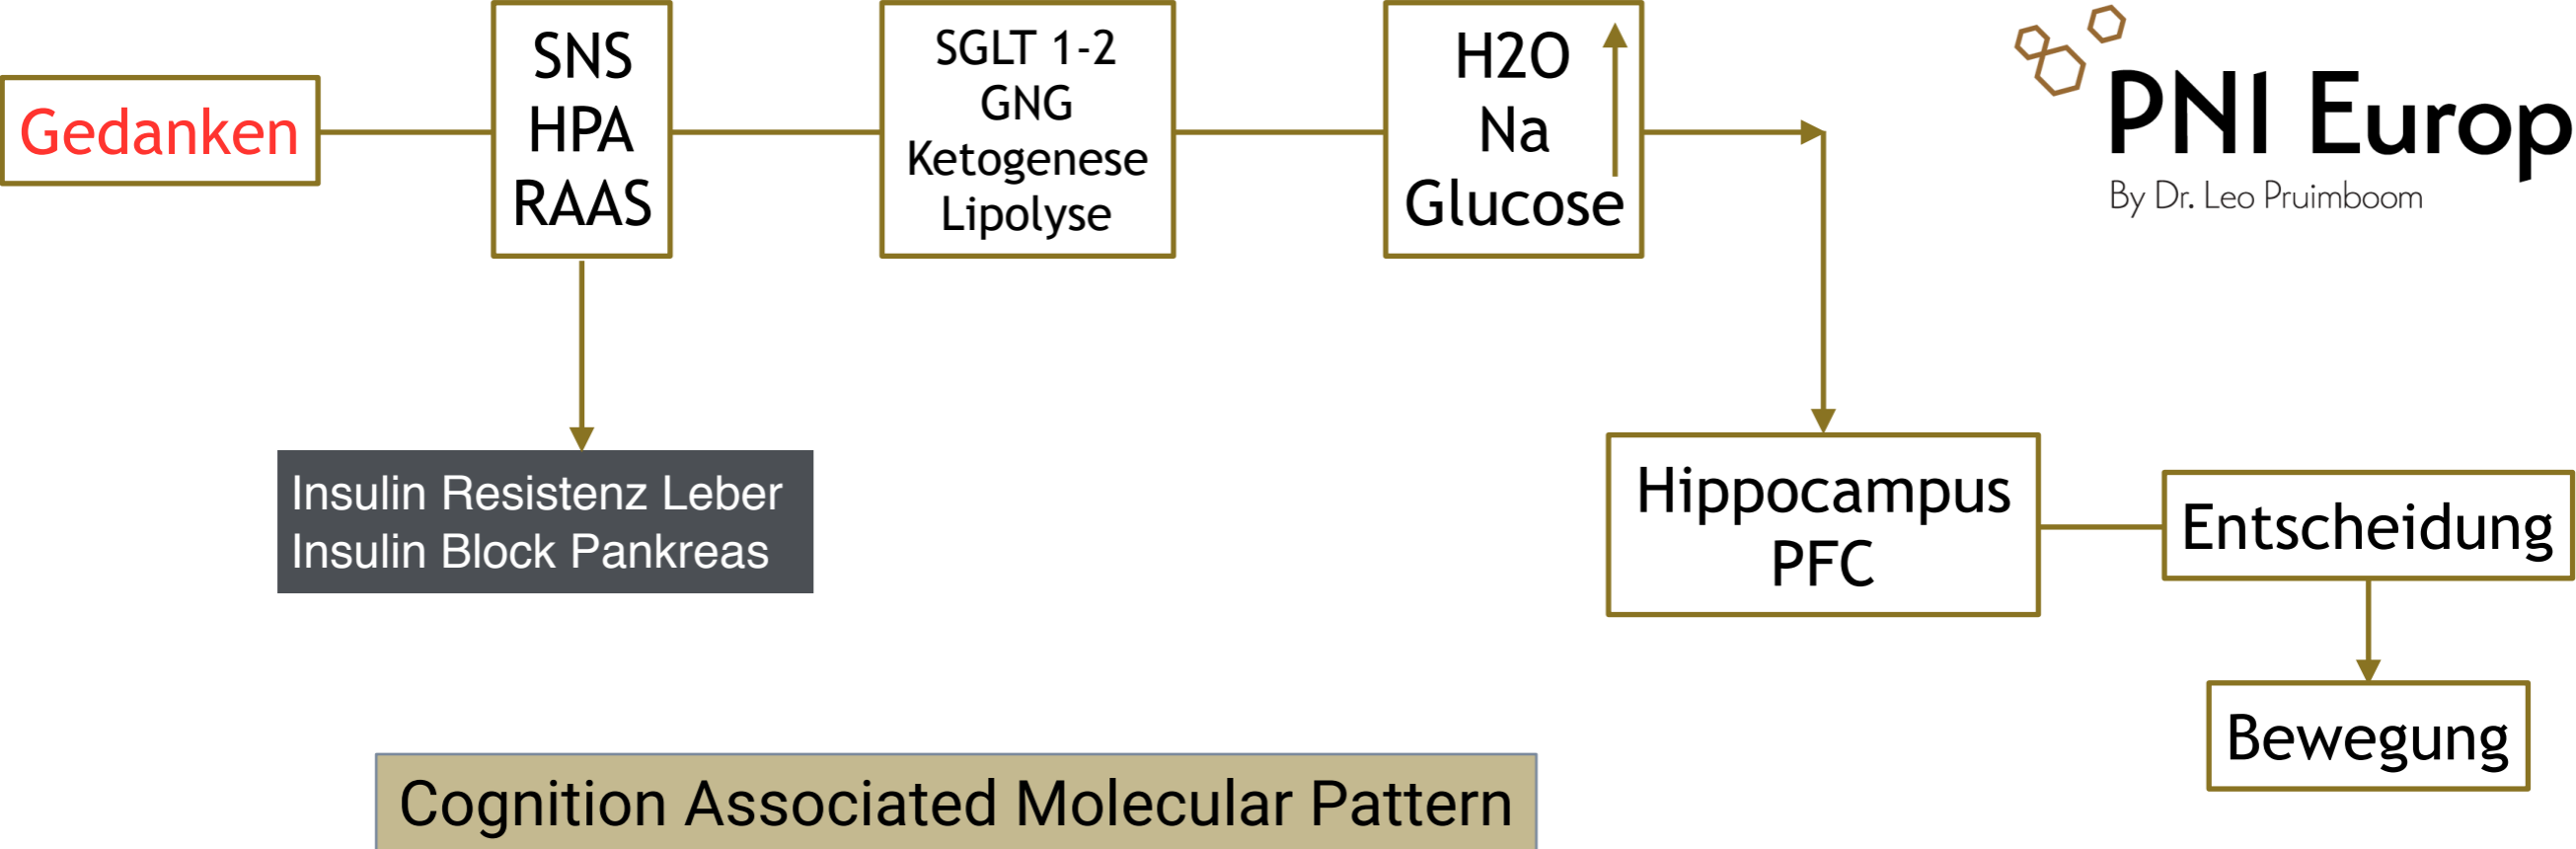 Gedanken
SNS
HPA
RAAS
SGLT 1-2
GNG
Ketogenese
Lipolyse
H2O
Na
Glucose
PNI Europ
By Dr. Leo Pruimboom
Insulin Resistenz Leber
Insulin Block Pankreas
Hippocampus
PFC
Entscheidung
Bewegung
Cognition Associated Molecular Pattern